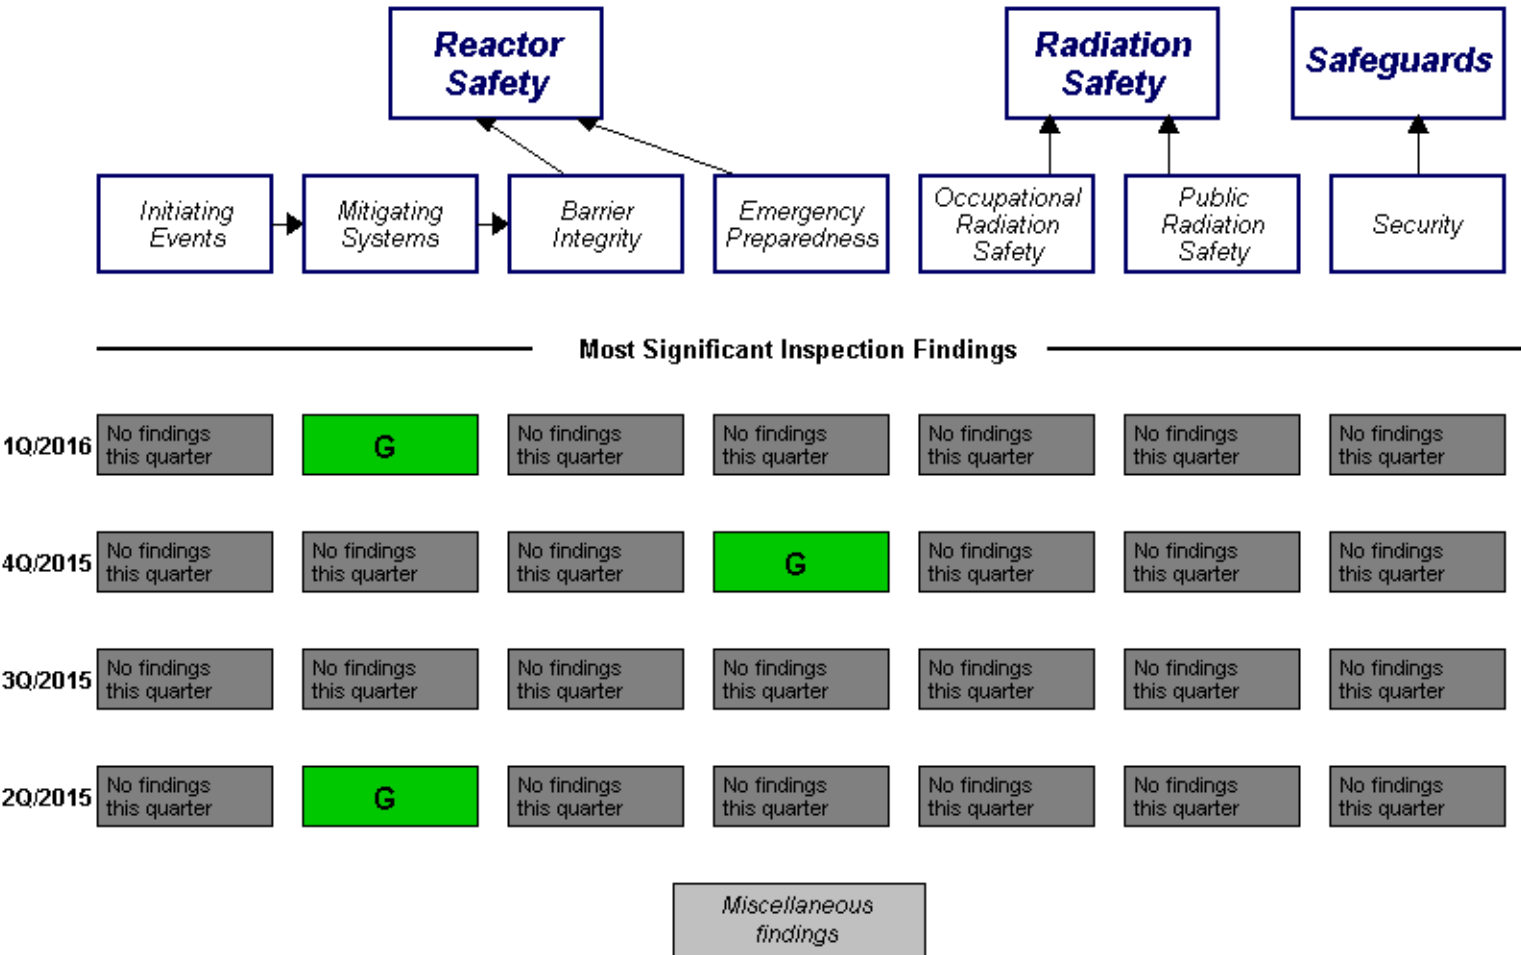 Reactor
Safety
Radiation
Safety
Safeguards
Initiating
Events
Mitigating
Systems
Barrier
Integrity
Emergency
Preparedness
Occupational
Radiation
Safety
Public
Radiation
Safety
Security
Most Significant Inspection Findings
1Q/2016
No findings
this quarter
G
No findings
this quarter
No findings
this quarter
No findings
this quarter
No findings
this quarter
No findings
this quarter
4Q/2015
No findings
this quarter
No findings
this quarter
No findings
this quarter
G
No findings
this quarter
No findings
this quarter
No findings
this quarter
3Q/2015
No findings
this quarter
No findings
this quarter
No findings
this quarter
No findings
this quarter
No findings
this quarter
No findings
this quarter
No findings
this quarter
2Q/2015
No findings
this quarter
G
No findings
this quarter
No findings
this quarter
No findings
this quarter
No findings
this quarter
No findings
this quarter
Miscellaneous
findings